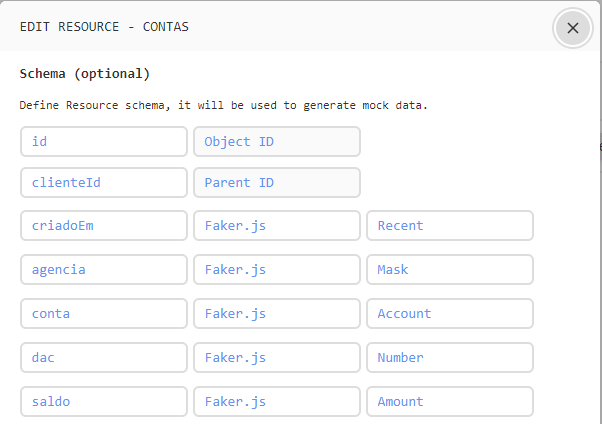 EDIT RESOURCE - CONTAS
Schema (optional)
Define Resource schema, it will be used to generate mock data.
id Object ID
clienteId Parent ID
criadoEm Faker.js Recent
agencia Faker.js Mask
conta Faker.js Account
dac Faker.js Number
saldo Faker.js Amount